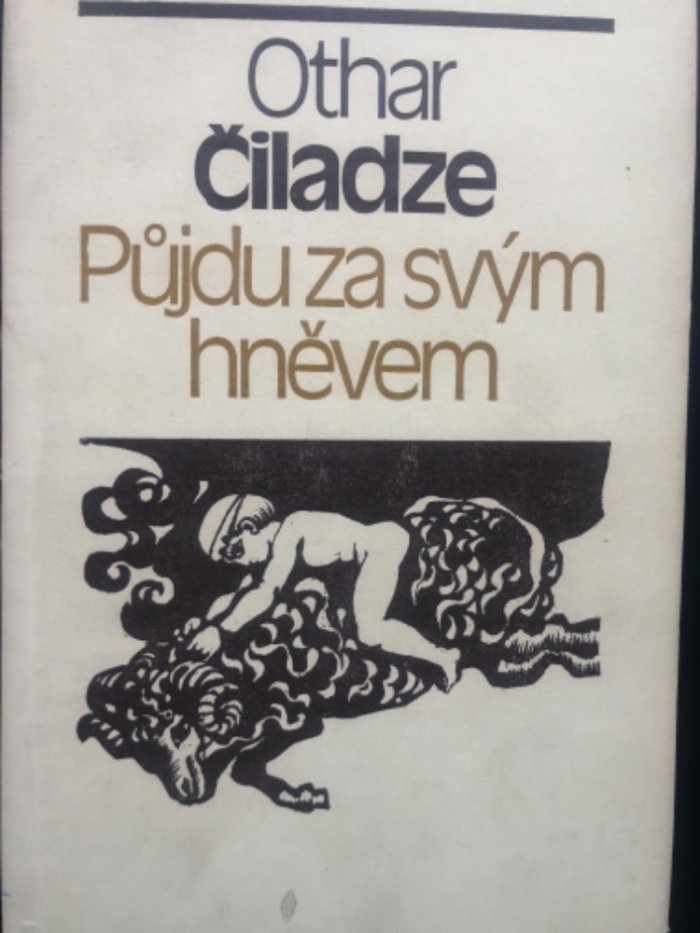 Othar
Čiladze
Půjdu za svým
hněvem